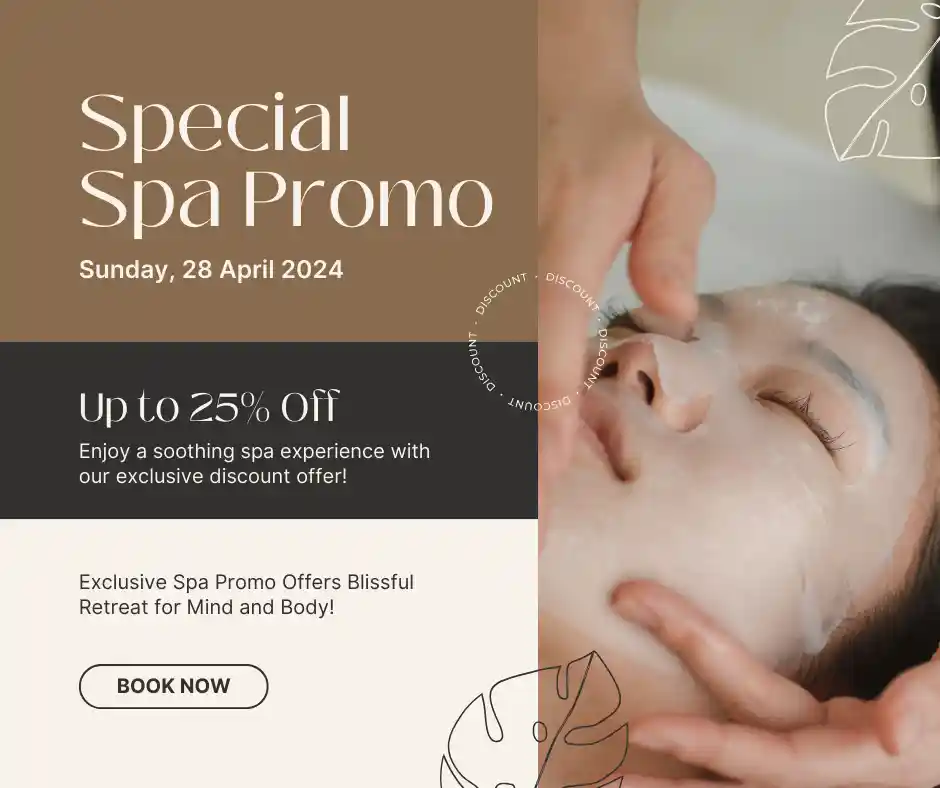 Special
Spa Promo
Sunday, 28 April 2024
DISCOUNT · DISCOUNT · DISCOUNT · DISCOUNT · DISCOUNT ·
Up to 25% Off
Enjoy a soothing spa experience with
our exclusive discount offer!
Exclusive Spa Promo Offers Blissful
Retreat for Mind and Body!
BOOK NOW